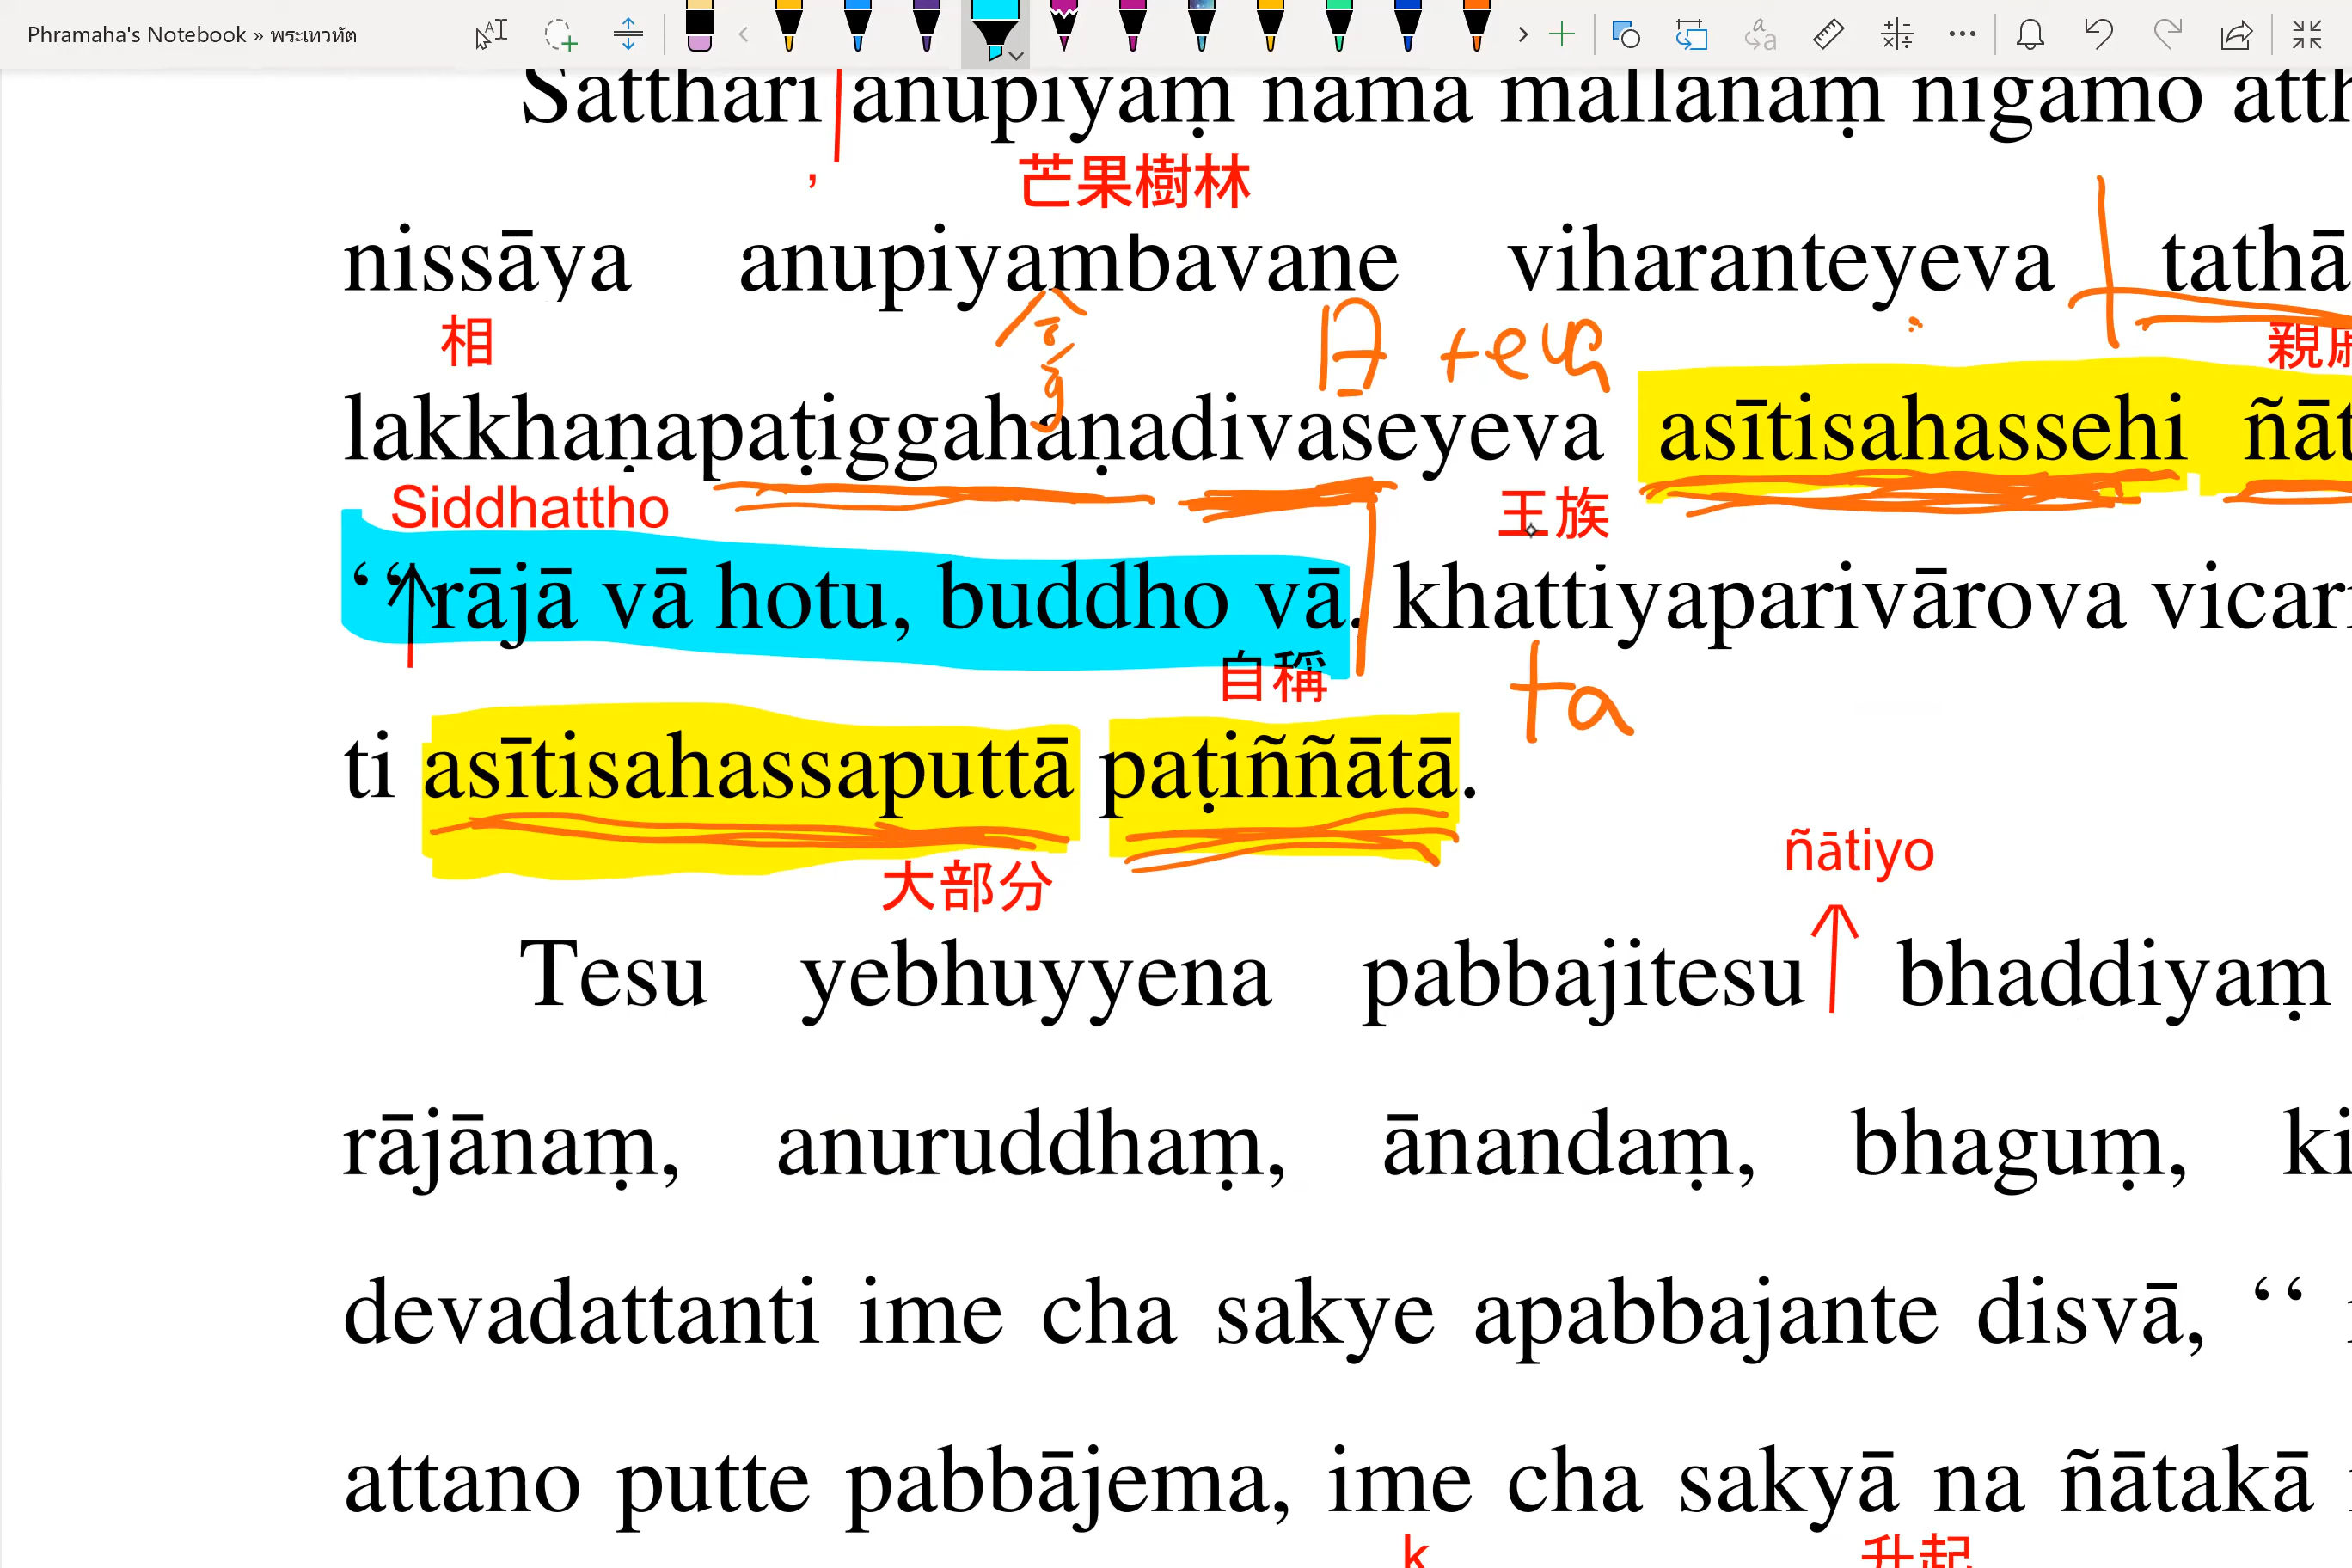 Phramaha's Notebook » พระเทวทัต
Satthari anupiyaṃ nāma mallānaṃ nigamo atth
,
芒果樹林
nissāya anupiyambavane viharanteyeva tathā
相
親
lakkhaṇapaṭiggahaṇadivaseyeva asītisahassehi ñāt
Siddhattho
王族
‘‘rājā vā hotu, buddho vā, khattiyaparivārova vicari
自稱
ta
ti asītisahassaputtā paṭiññātā.
大部分
ñātiyo
Tesu yebhuyyena pabbajitesu bhaddiyaṃ
rājānaṃ, anuruddhaṃ, ānandaṃ, bhaguṃ, ki
devadattanti ime cha sakye apabbajante disvā, ‘‘
attano putte pabbājema, ime cha sakyā na ñātakā
k
升起